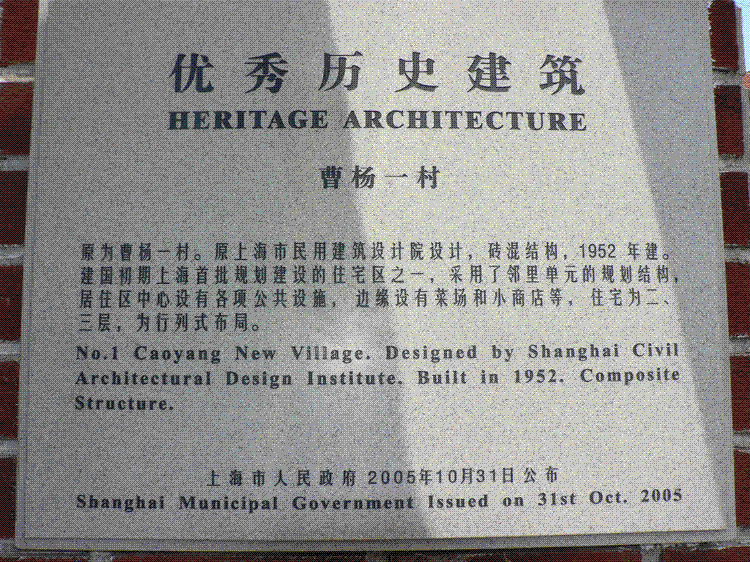 优秀历史建筑
HERITAGE ARCHITECTURE
曹杨一村
原为曹杨一村。原上海市民用建筑设计院设计，砖混结构，1952 年建。
建国初期上海首批规划建设的住宅区之一，采用了邻里单元的规划结构，
居住区中心设有各项公共设施，边缘设有菜场和小商店等，住宅为二、
三层，为行列式布局。
No.1 Caoyang New Village. Designed by Shanghai Civil
Architectural Design Institute. Built in 1952. Composite
Structure.
上海市人民政府 2005年10月31日公布
Shanghai Municipal Government Issued on 31st Oct. 2005